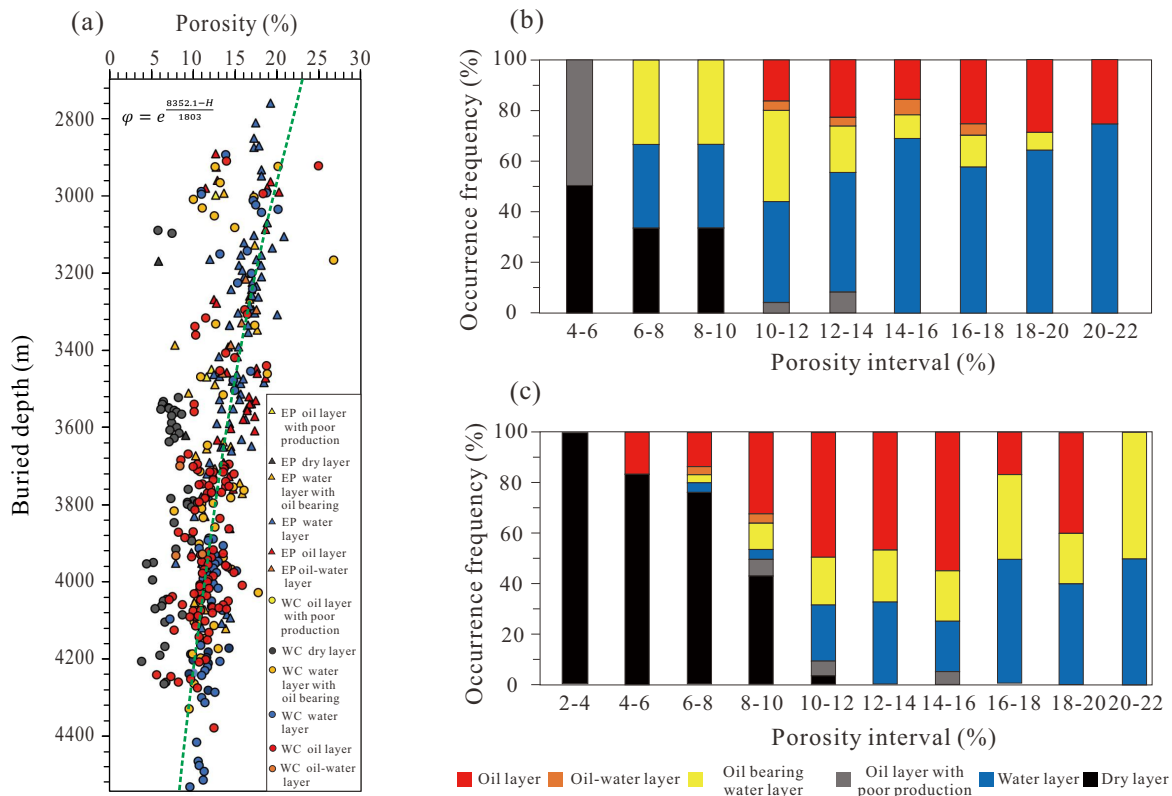 (a)
Porosity (%)
0 5 10 15 20 25 30
φ = e^((8352.1−H)/1803)
Buried depth (m)
2800
3000
3200
3400
3600
3800
4000
4200
4400
EP oil layer
with poor
production
EP dry layer
EP water
layer with
oil bearing
EP water
layer
EP oil layer
EP oil-water
layer
WC oil layer
with poor
production
WC dry layer
WC water
layer with
oil bearing
WC water
layer
WC oil layer
WC oil-water
layer
(b)
Occurrence frequency (%)
100
80
60
40
20
0
4-6 6-8 8-10 10-12 12-14 14-16 16-18 18-20 20-22
Porosity interval (%)
(c)
Occurrence frequency (%)
100
80
60
40
20
0
2-4 4-6 6-8 8-10 10-12 12-14 14-16 16-18 18-20 20-22
Porosity interval (%)
Oil layer
Oil-water layer
Oil bearing
water layer
Oil layer with
poor production
Water layer
Dry layer